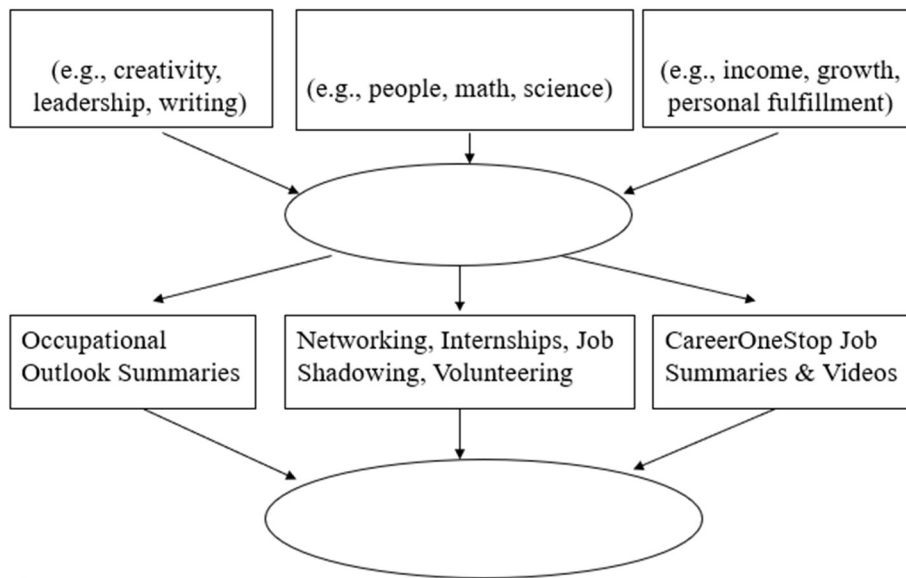 (e.g., creativity,
leadership, writing)
(e.g., people, math, science)
(e.g., income, growth,
personal fulfillment)
Occupational
Outlook Summaries
Networking, Internships, Job
Shadowing, Volunteering
CareerOneStop Job
Summaries & Videos